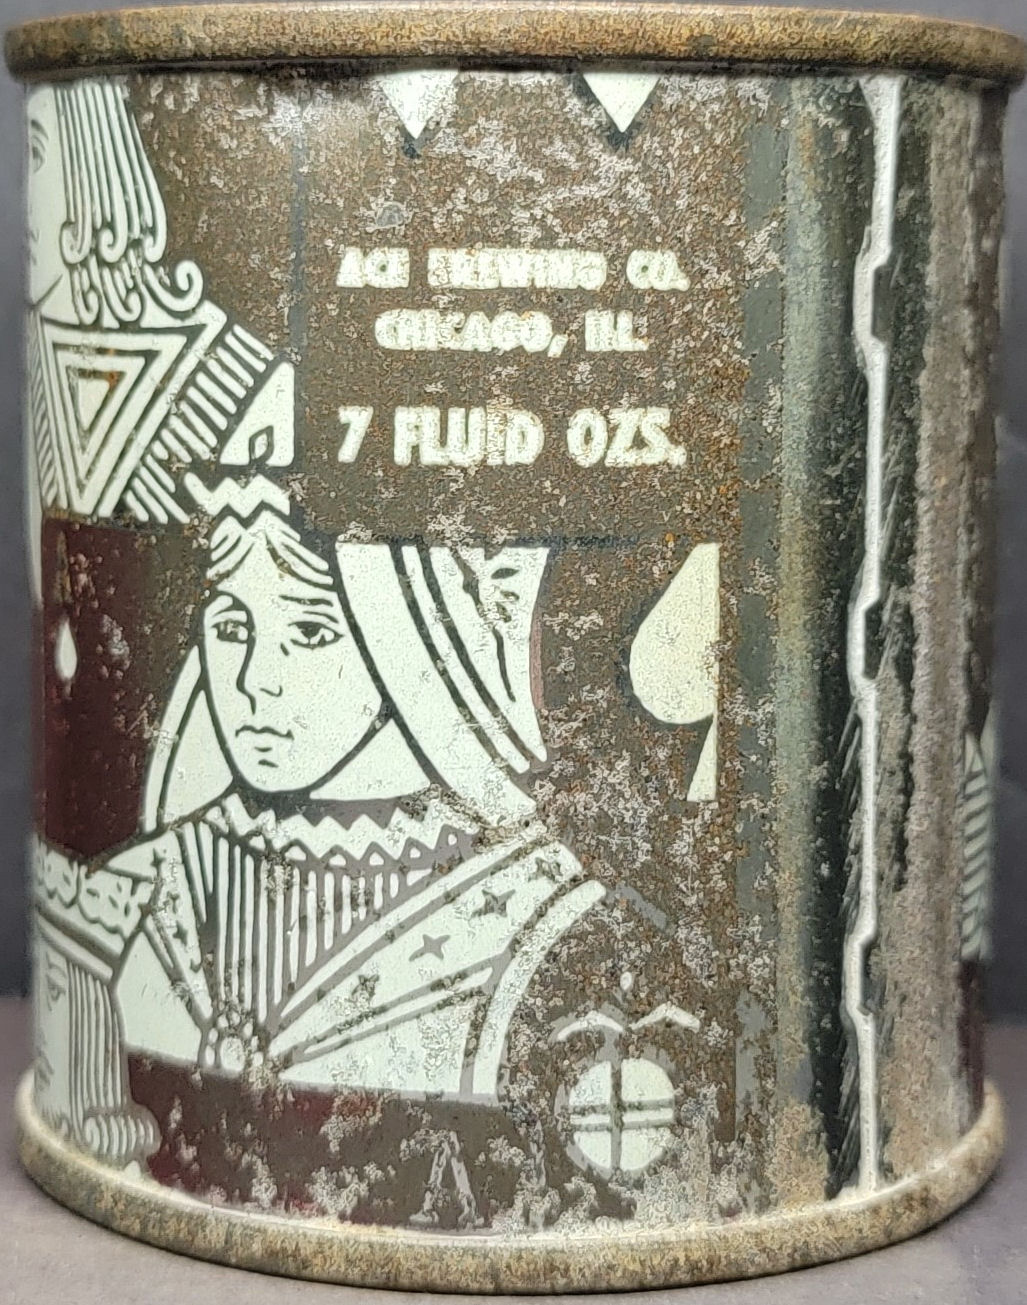 ACE BREWING CO.
CHICAGO, ILL.
7 FLUID OZS.